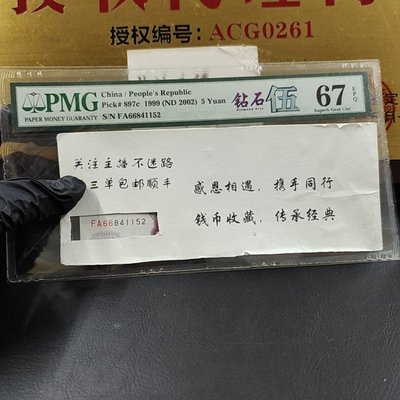 授权编号: ACG0261
PMG
PAPER MONEY GUARANTY
China / People's Republic
Pick# 897c 1999 (ND 2002) 5 Yuan
S/N FA66841152
钻石伍
Diamond Five
67 EPQ
Superb Gem Unc
关注主播不迷路
三单包邮顺丰
感恩相遇，携手同行
FA66841152
钱币收藏，传承经典